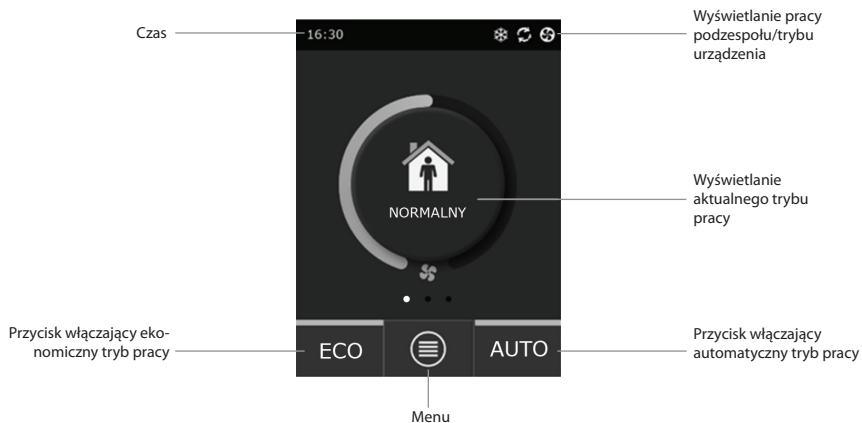 Czas
16:30
Wyświetlanie pracy
podzespołu/trybu
urządzenia
NORMALNY
Wyświetlanie
aktualnego trybu
pracy
Przycisk włączający eko-
nomiczny tryb pracy
ECO
AUTO
Przycisk włączający
automatyczny tryb pracy
Menu